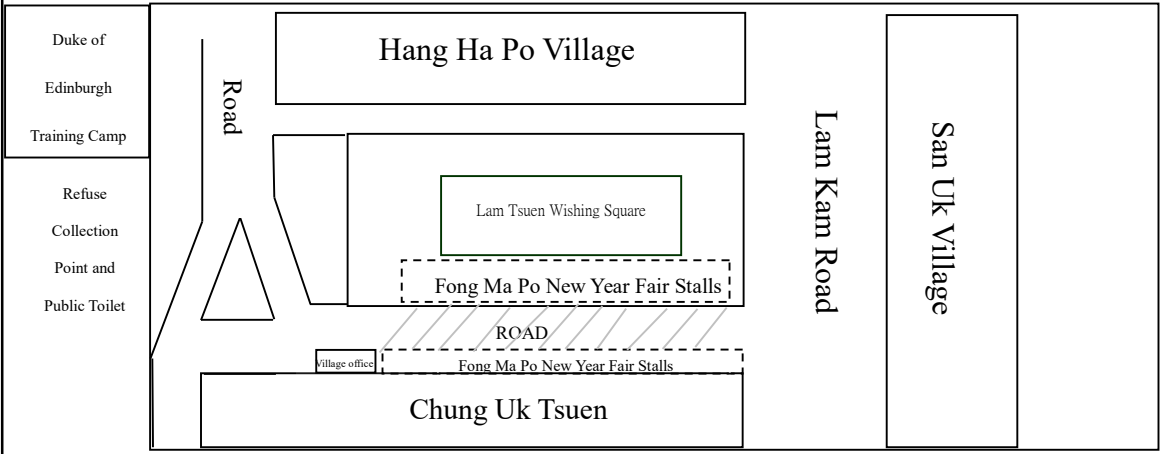 Duke of
Edinburgh
Training Camp
Refuse
Collection
Point and
Public Toilet
Road
Hang Ha Po Village
Lam Tsuen Wishing Square
Fong Ma Po New Year Fair Stalls
ROAD
Village office
Fong Ma Po New Year Fair Stalls
Chung Uk Tsuen
Lam Kam Road
San Uk Village